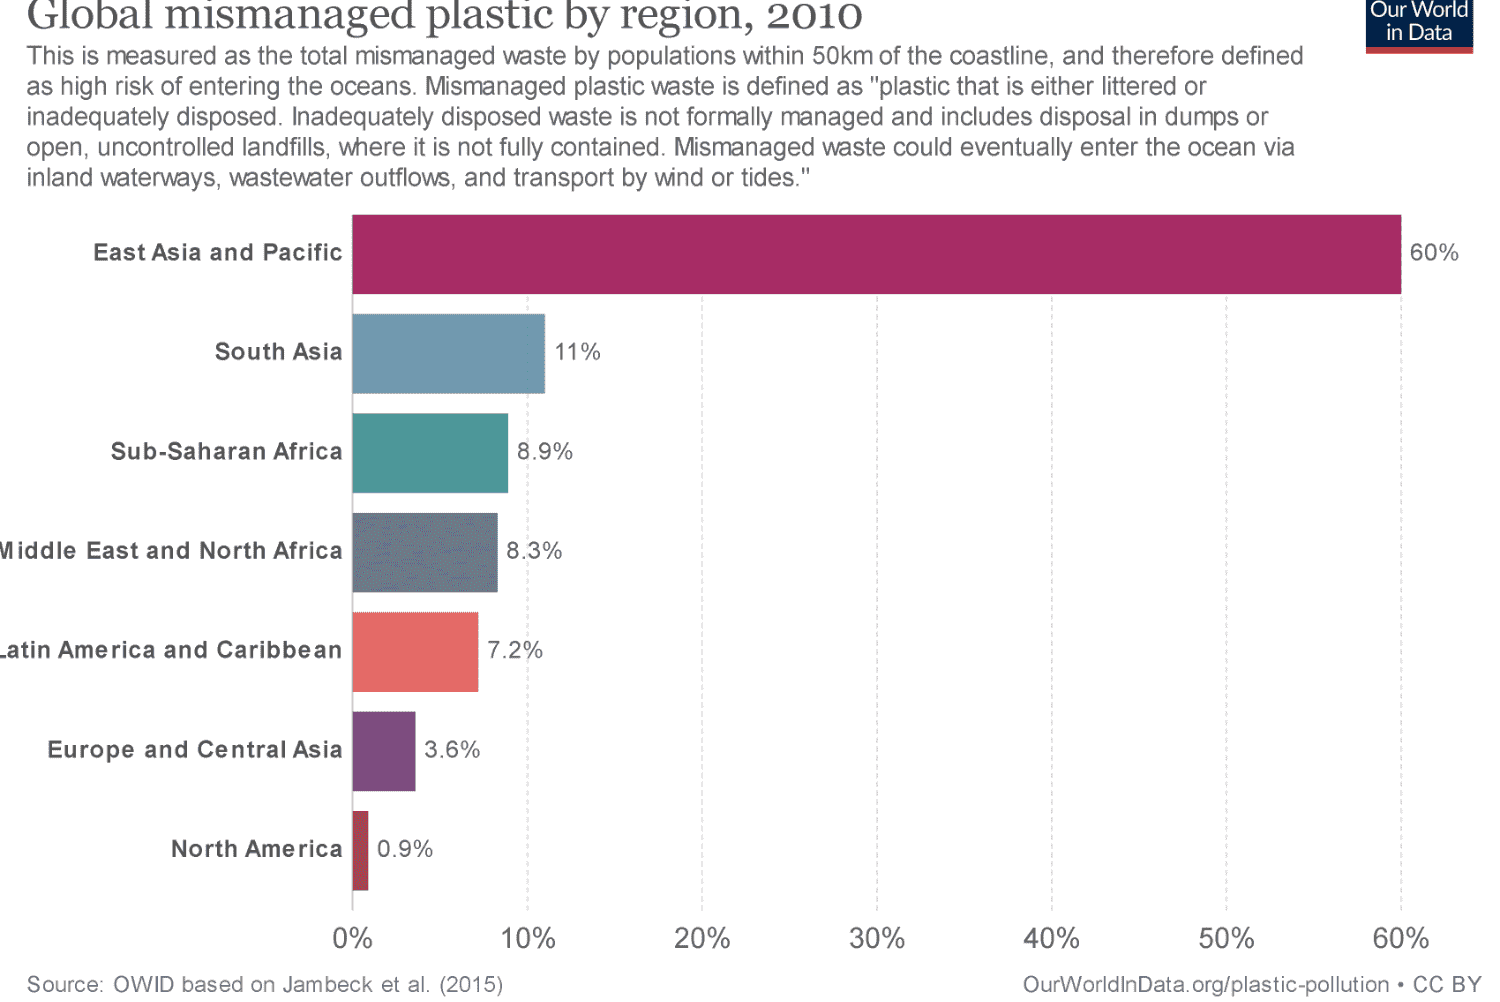 Global mismanaged plastic by region, 2010
Our World
in Data
This is measured as the total mismanaged waste by populations within 50km of the coastline, and therefore defined
as high risk of entering the oceans. Mismanaged plastic waste is defined as "plastic that is either littered or
inadequately disposed. Inadequately disposed waste is not formally managed and includes disposal in dumps or
open, uncontrolled landfills, where it is not fully contained. Mismanaged waste could eventually enter the ocean via
inland waterways, wastewater outflows, and transport by wind or tides."
East Asia and Pacific 60%
South Asia 11%
Sub-Saharan Africa 8.9%
Middle East and North Africa 8.3%
Latin America and Caribbean 7.2%
Europe and Central Asia 3.6%
North America 0.9%
0% 10% 20% 30% 40% 50% 60%
Source: OWID based on Jambeck et al. (2015)
OurWorldInData.org/plastic-pollution • CC BY